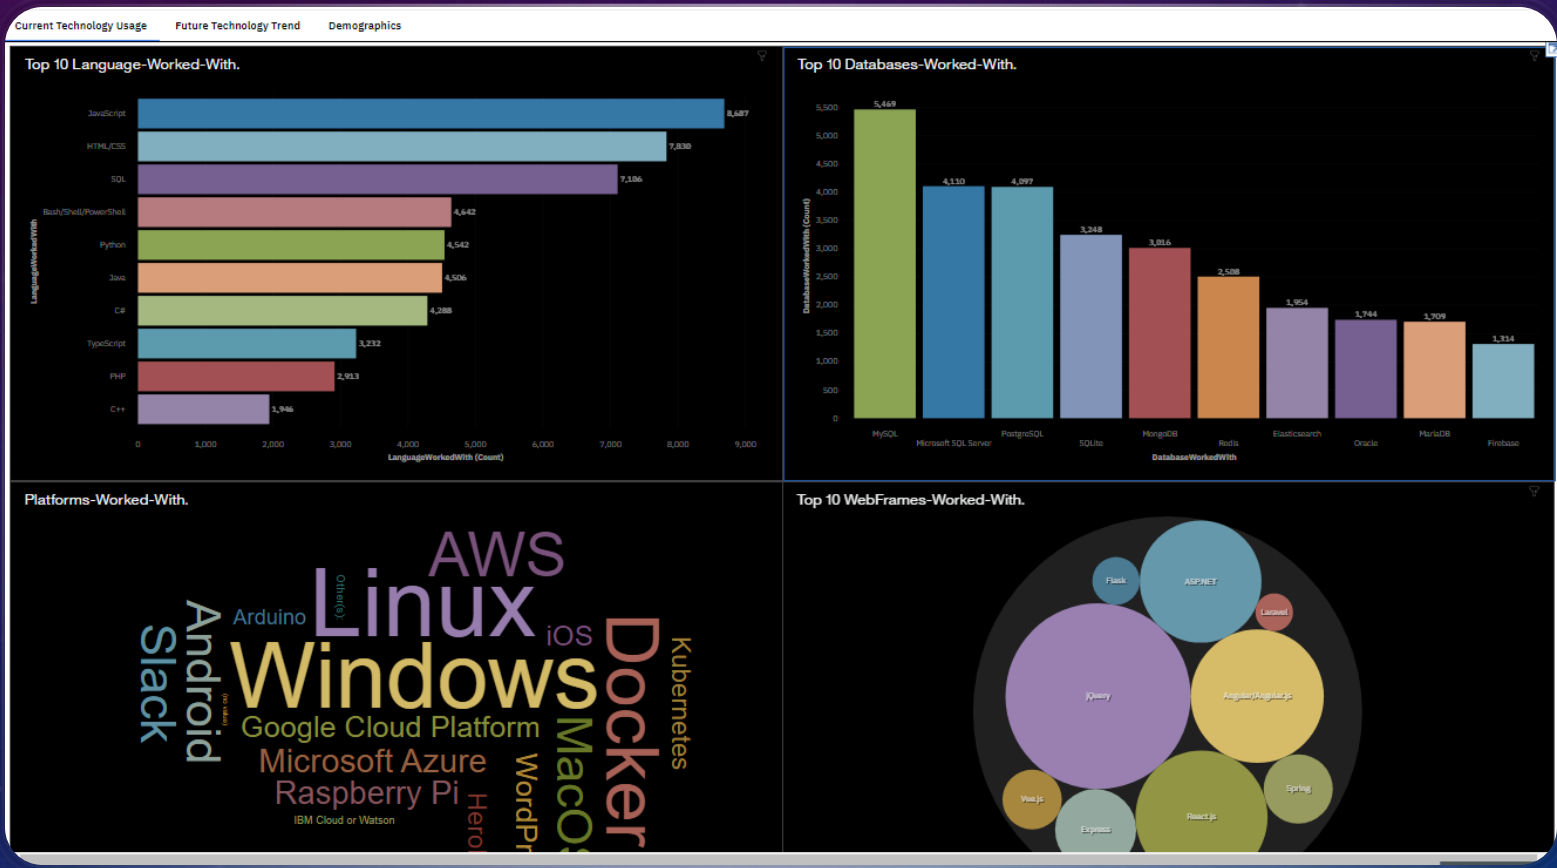 Current Technology Usage
Future Technology Trend
Demographics
Top 10 Language-Worked-With.
LanguageWorkedWith
JavaScript
8,687
HTML/CSS
7,830
SQL
7,106
Bash/Shell/PowerShell
4,642
Python
4,542
Java
4,506
C#
4,288
TypeScript
3,232
PHP
2,913
C++
1,946
0 1,000 2,000 3,000 4,000 5,000 6,000 7,000 8,000 9,000
LanguageWorkedWith (Count)
Top 10 Databases-Worked-With.
DatabaseWorkedWith (Count)
5,500
5,000
4,500
4,000
3,500
3,000
2,500
2,000
1,500
1,000
500
0
5,469
4,110
4,097
3,248
3,016
2,508
1,954
1,744
1,709
1,314
MySQL
Microsoft SQL Server
PostgreSQL
SQLite
MongoDB
Redis
Elasticsearch
Oracle
MariaDB
Firebase
DatabaseWorkedWith
Platforms-Worked-With.
AWS
Linux
Other(s):
Arduino
iOS
Android
Slack
Windows
Docker
Kubernetes
(no value)
Google Cloud Platform
MacOS
Microsoft Azure
WordPr
Raspberry Pi
Hero
IBM Cloud or Watson
Top 10 WebFrames-Worked-With.
Flask
ASP.NET
Laravel
jQuery
Angular/Angular.js
Vue.js
Express
React.js
Spring